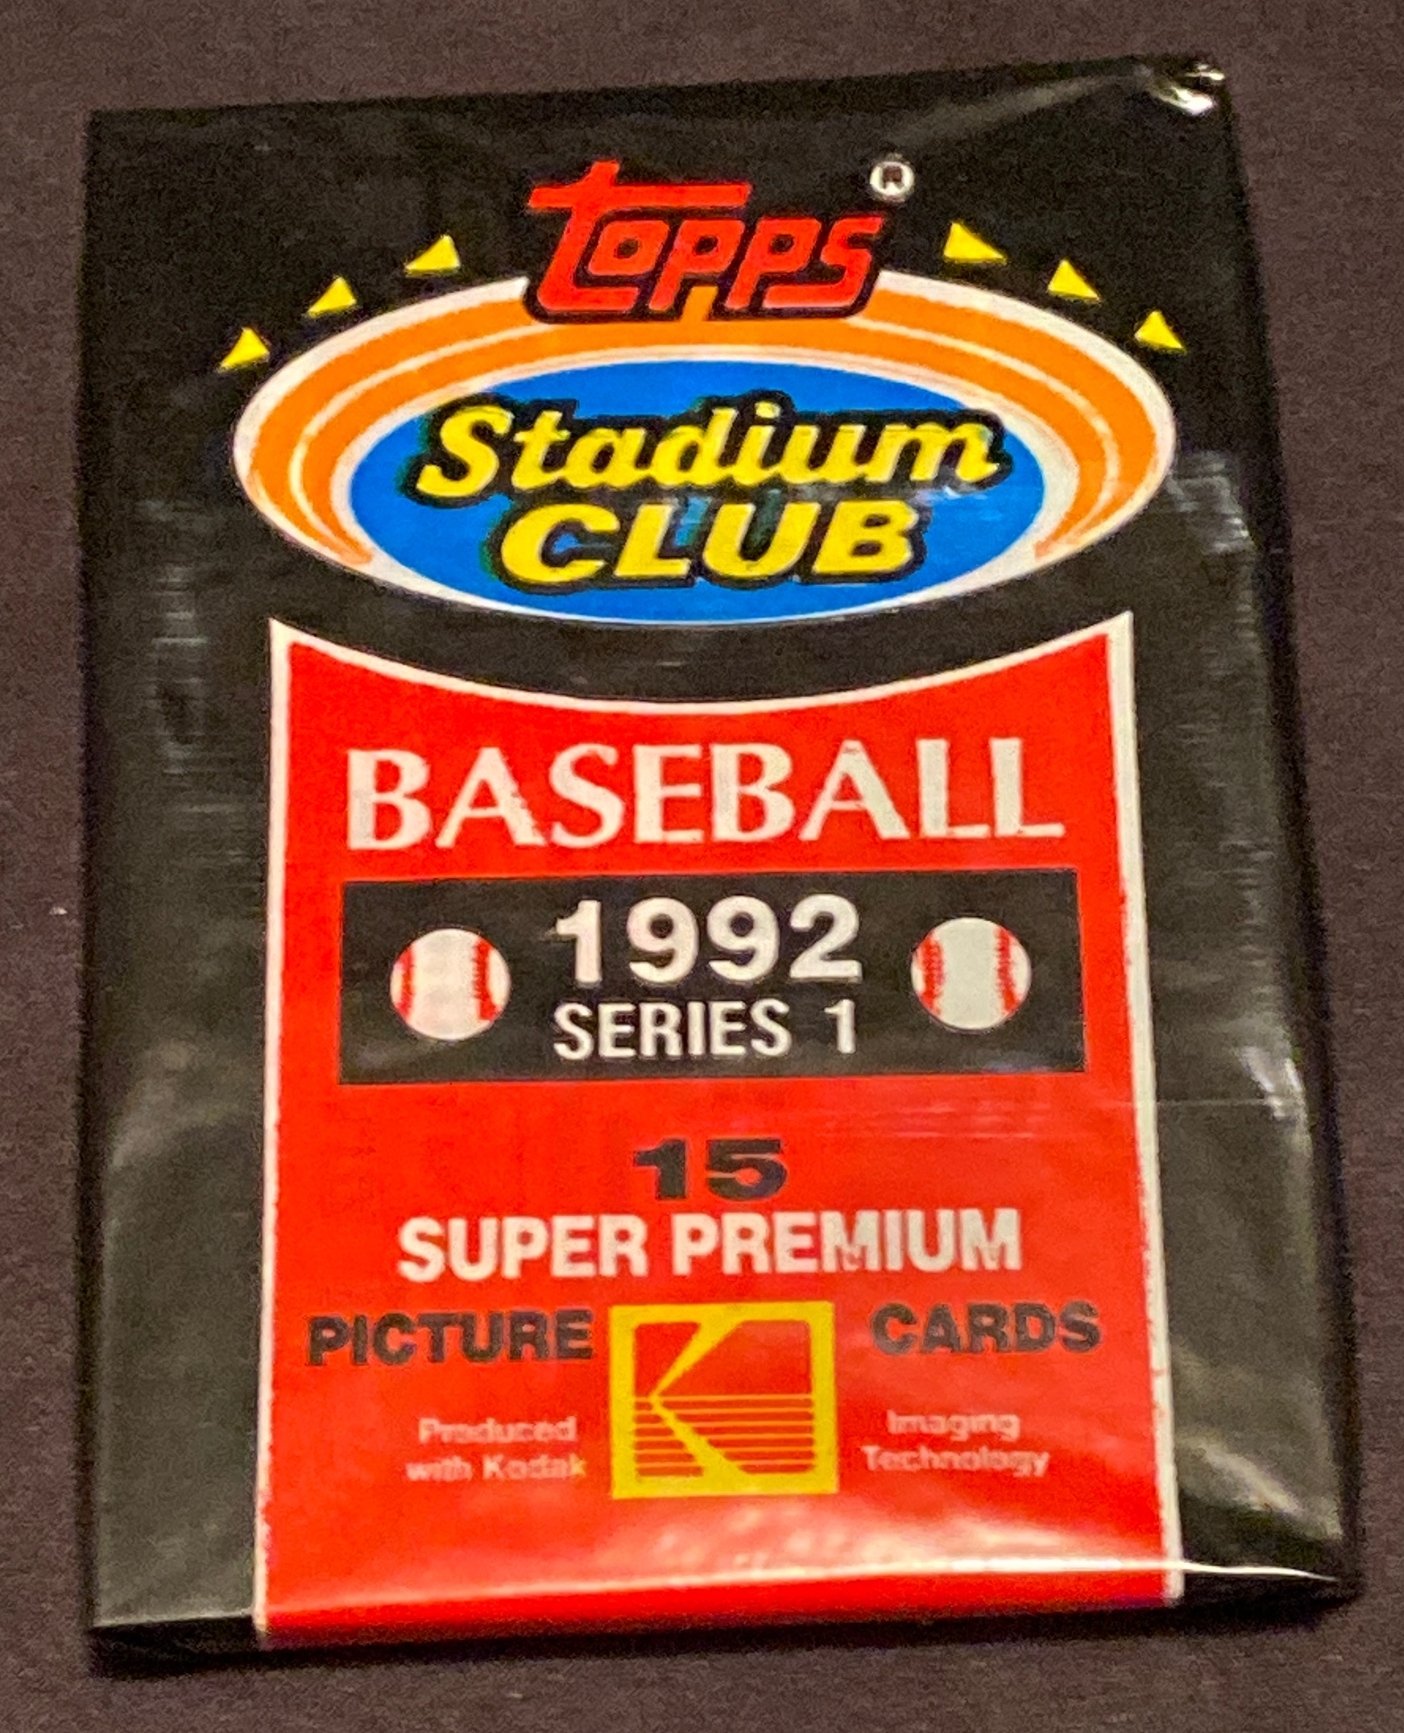 Topps®
Stadium
CLUB
BASEBALL
1992
SERIES 1
15
SUPER PREMIUM
PICTURE CARDS
Produced Imaging
with Kodak Technology